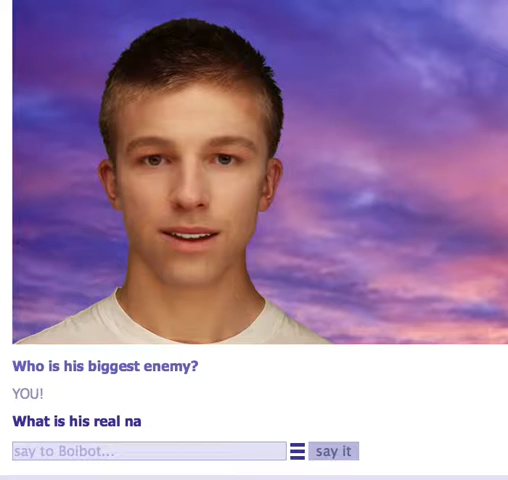 Who is his biggest enemy?
YOU!
What is his real na
say to Boibot...
say it